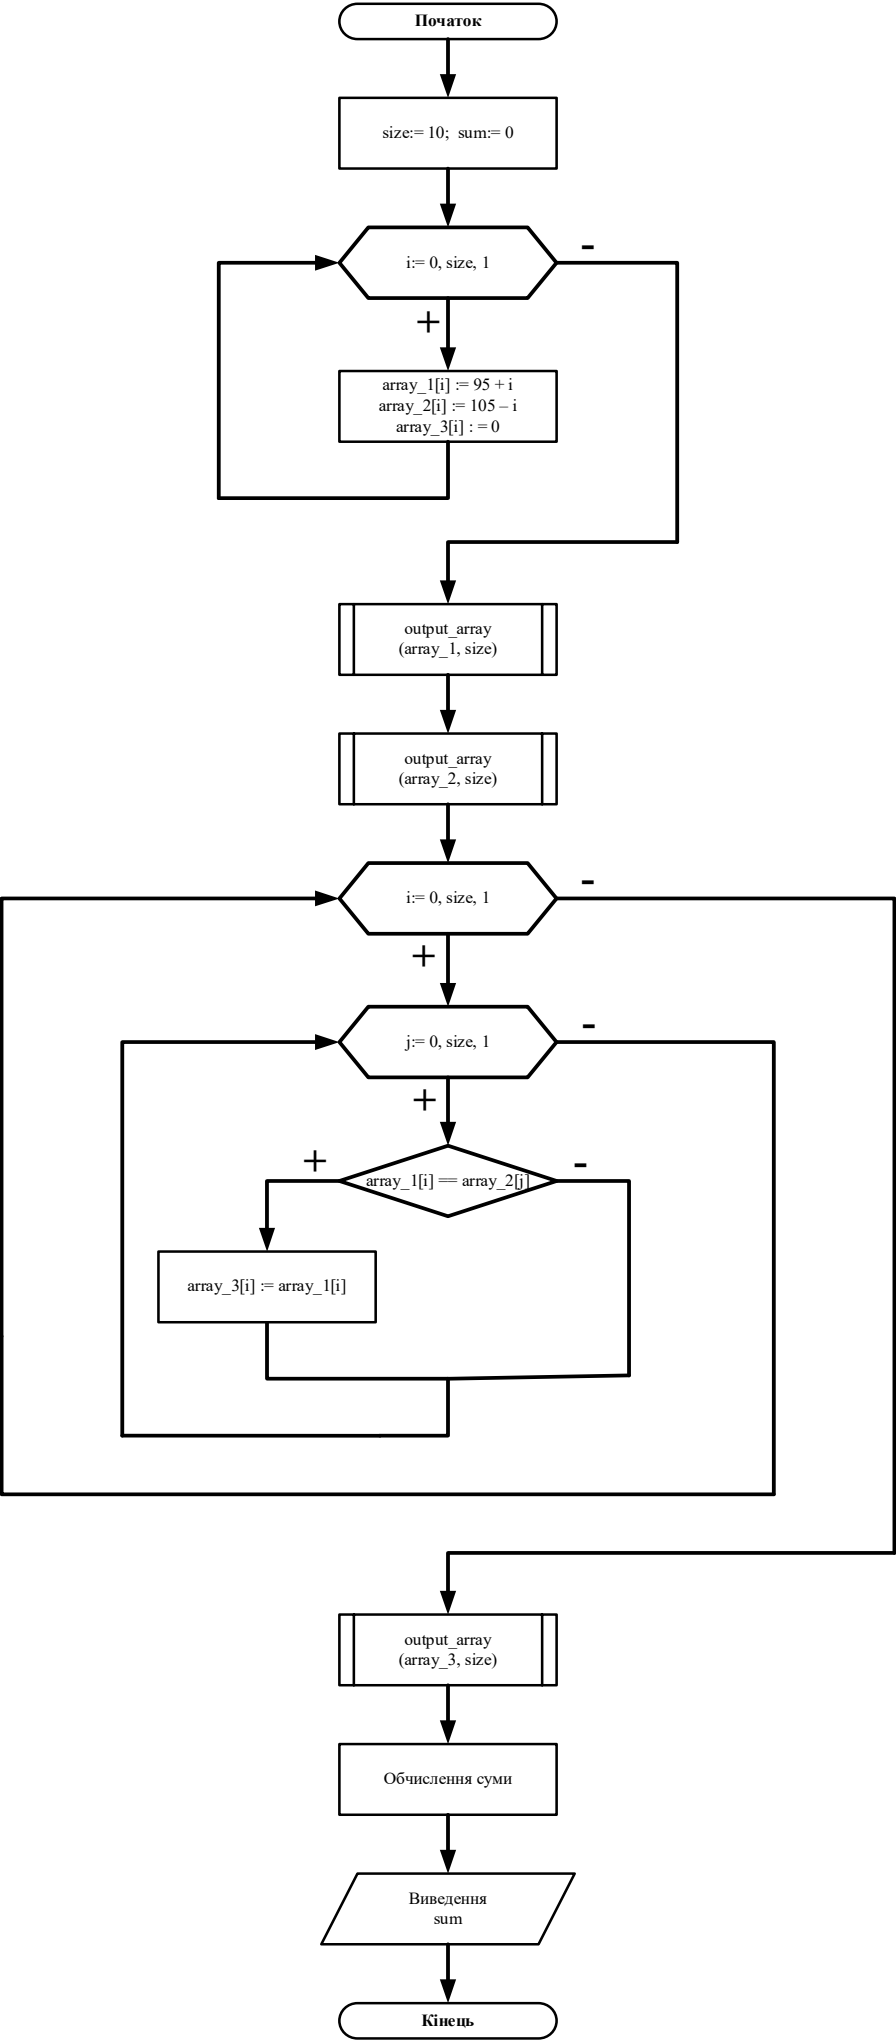 Початок
size:= 10;  sum:= 0
i:= 0, size, 1
-
+
array_1[i] := 95 + i
array_2[i] := 105 – i
array_3[i] : = 0
output_array
(array_1, size)
output_array
(array_2, size)
i:= 0, size, 1
-
+
j:= 0, size, 1
-
+
+
array_1[i] == array_2[j]
-
array_3[i] := array_1[i]
output_array
(array_3, size)
Обчислення суми
Виведення
sum
Кінець